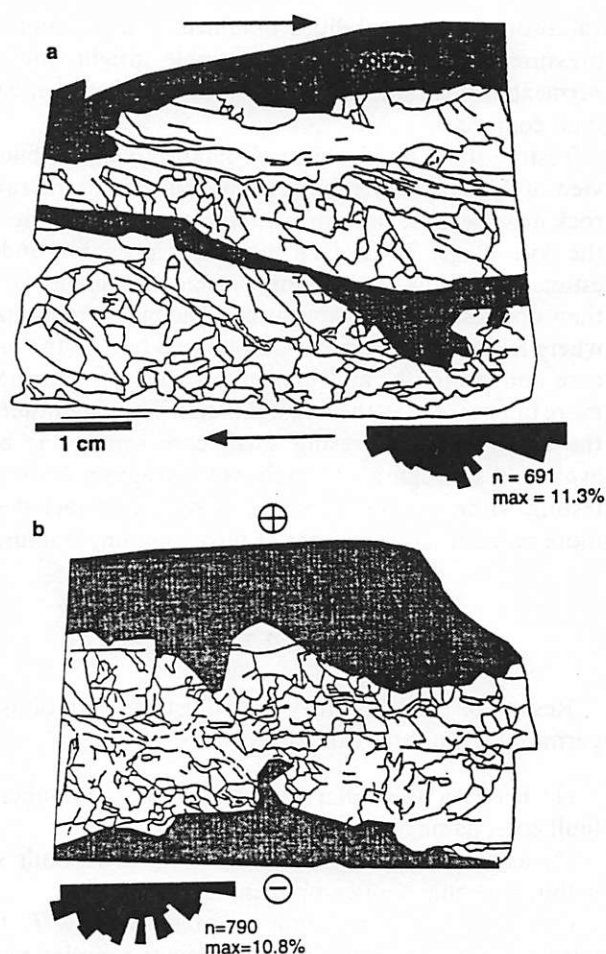 a
1 cm
n = 691
max = 11.3%
b
n=790
max=10.8%